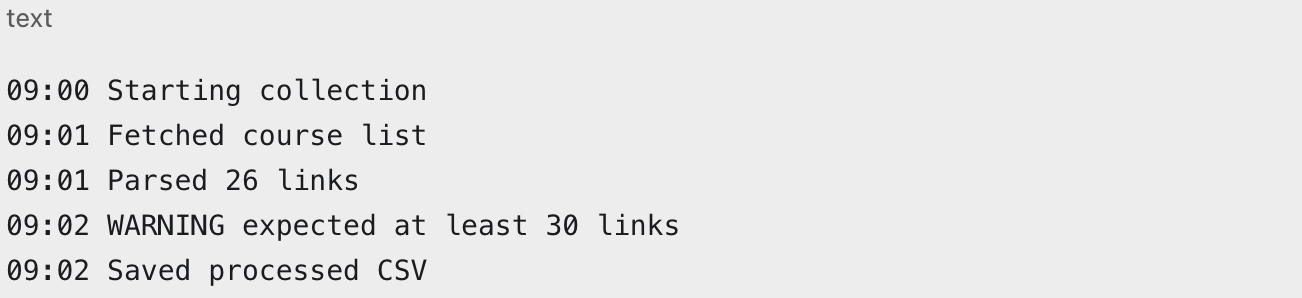 text
09:00 Starting collection
09:01 Fetched course list
09:01 Parsed 26 links
09:02 WARNING expected at least 30 links
09:02 Saved processed CSV